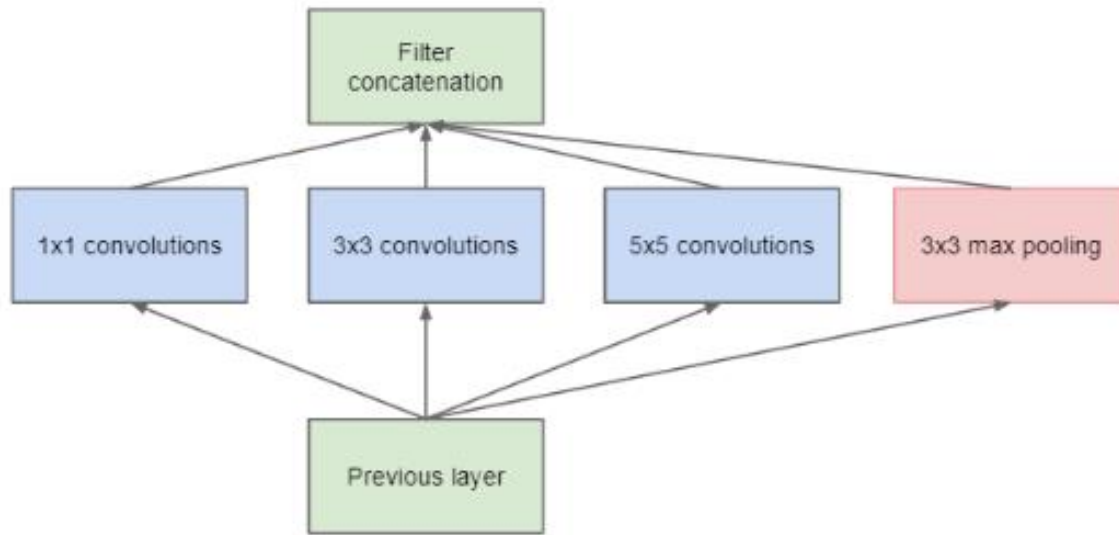 Filter
concatenation
1x1 convolutions
3x3 convolutions
5x5 convolutions
3x3 max pooling
Previous layer